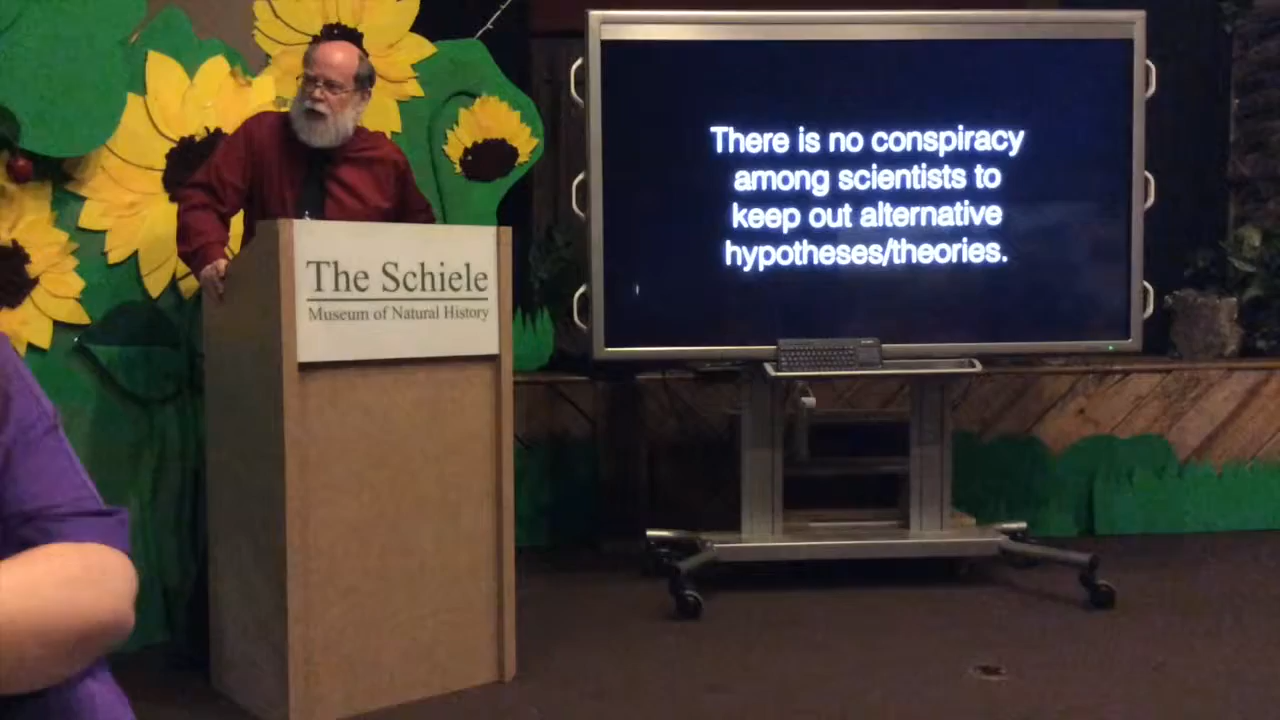 The Schiele
Museum of Natural History
There is no conspiracy
among scientists to
keep out alternative
hypotheses/theories.